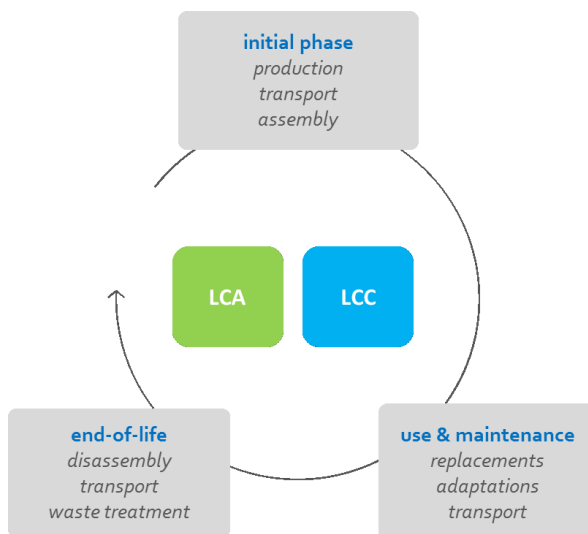 initial phase
production
transport
assembly
LCA
LCC
end-of-life
disassembly
transport
waste treatment
use & maintenance
replacements
adaptations
transport